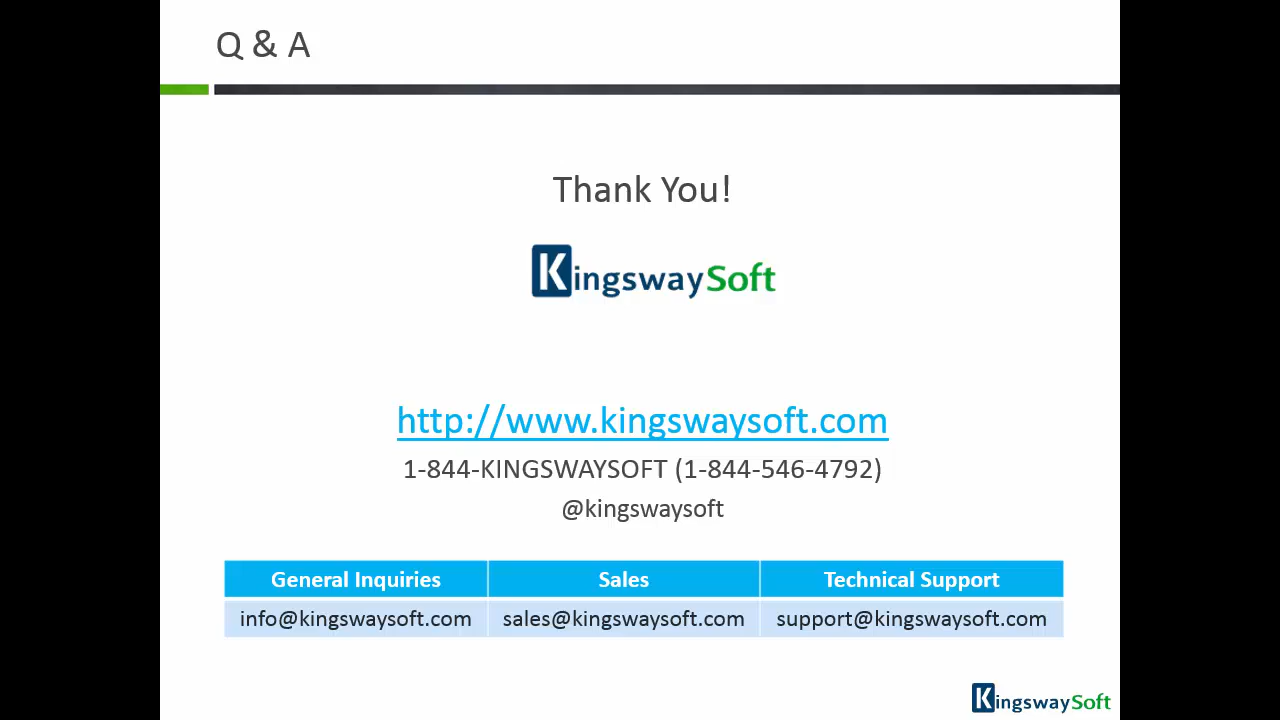 Q & A
Thank You!
KingswaySoft
http://www.kingswaysoft.com
1-844-KINGSWAYSOFT (1-844-546-4792)
@kingswaysoft
General Inquiries Sales Technical Support
info@kingswaysoft.com sales@kingswaysoft.com support@kingswaysoft.com
KingswaySoft